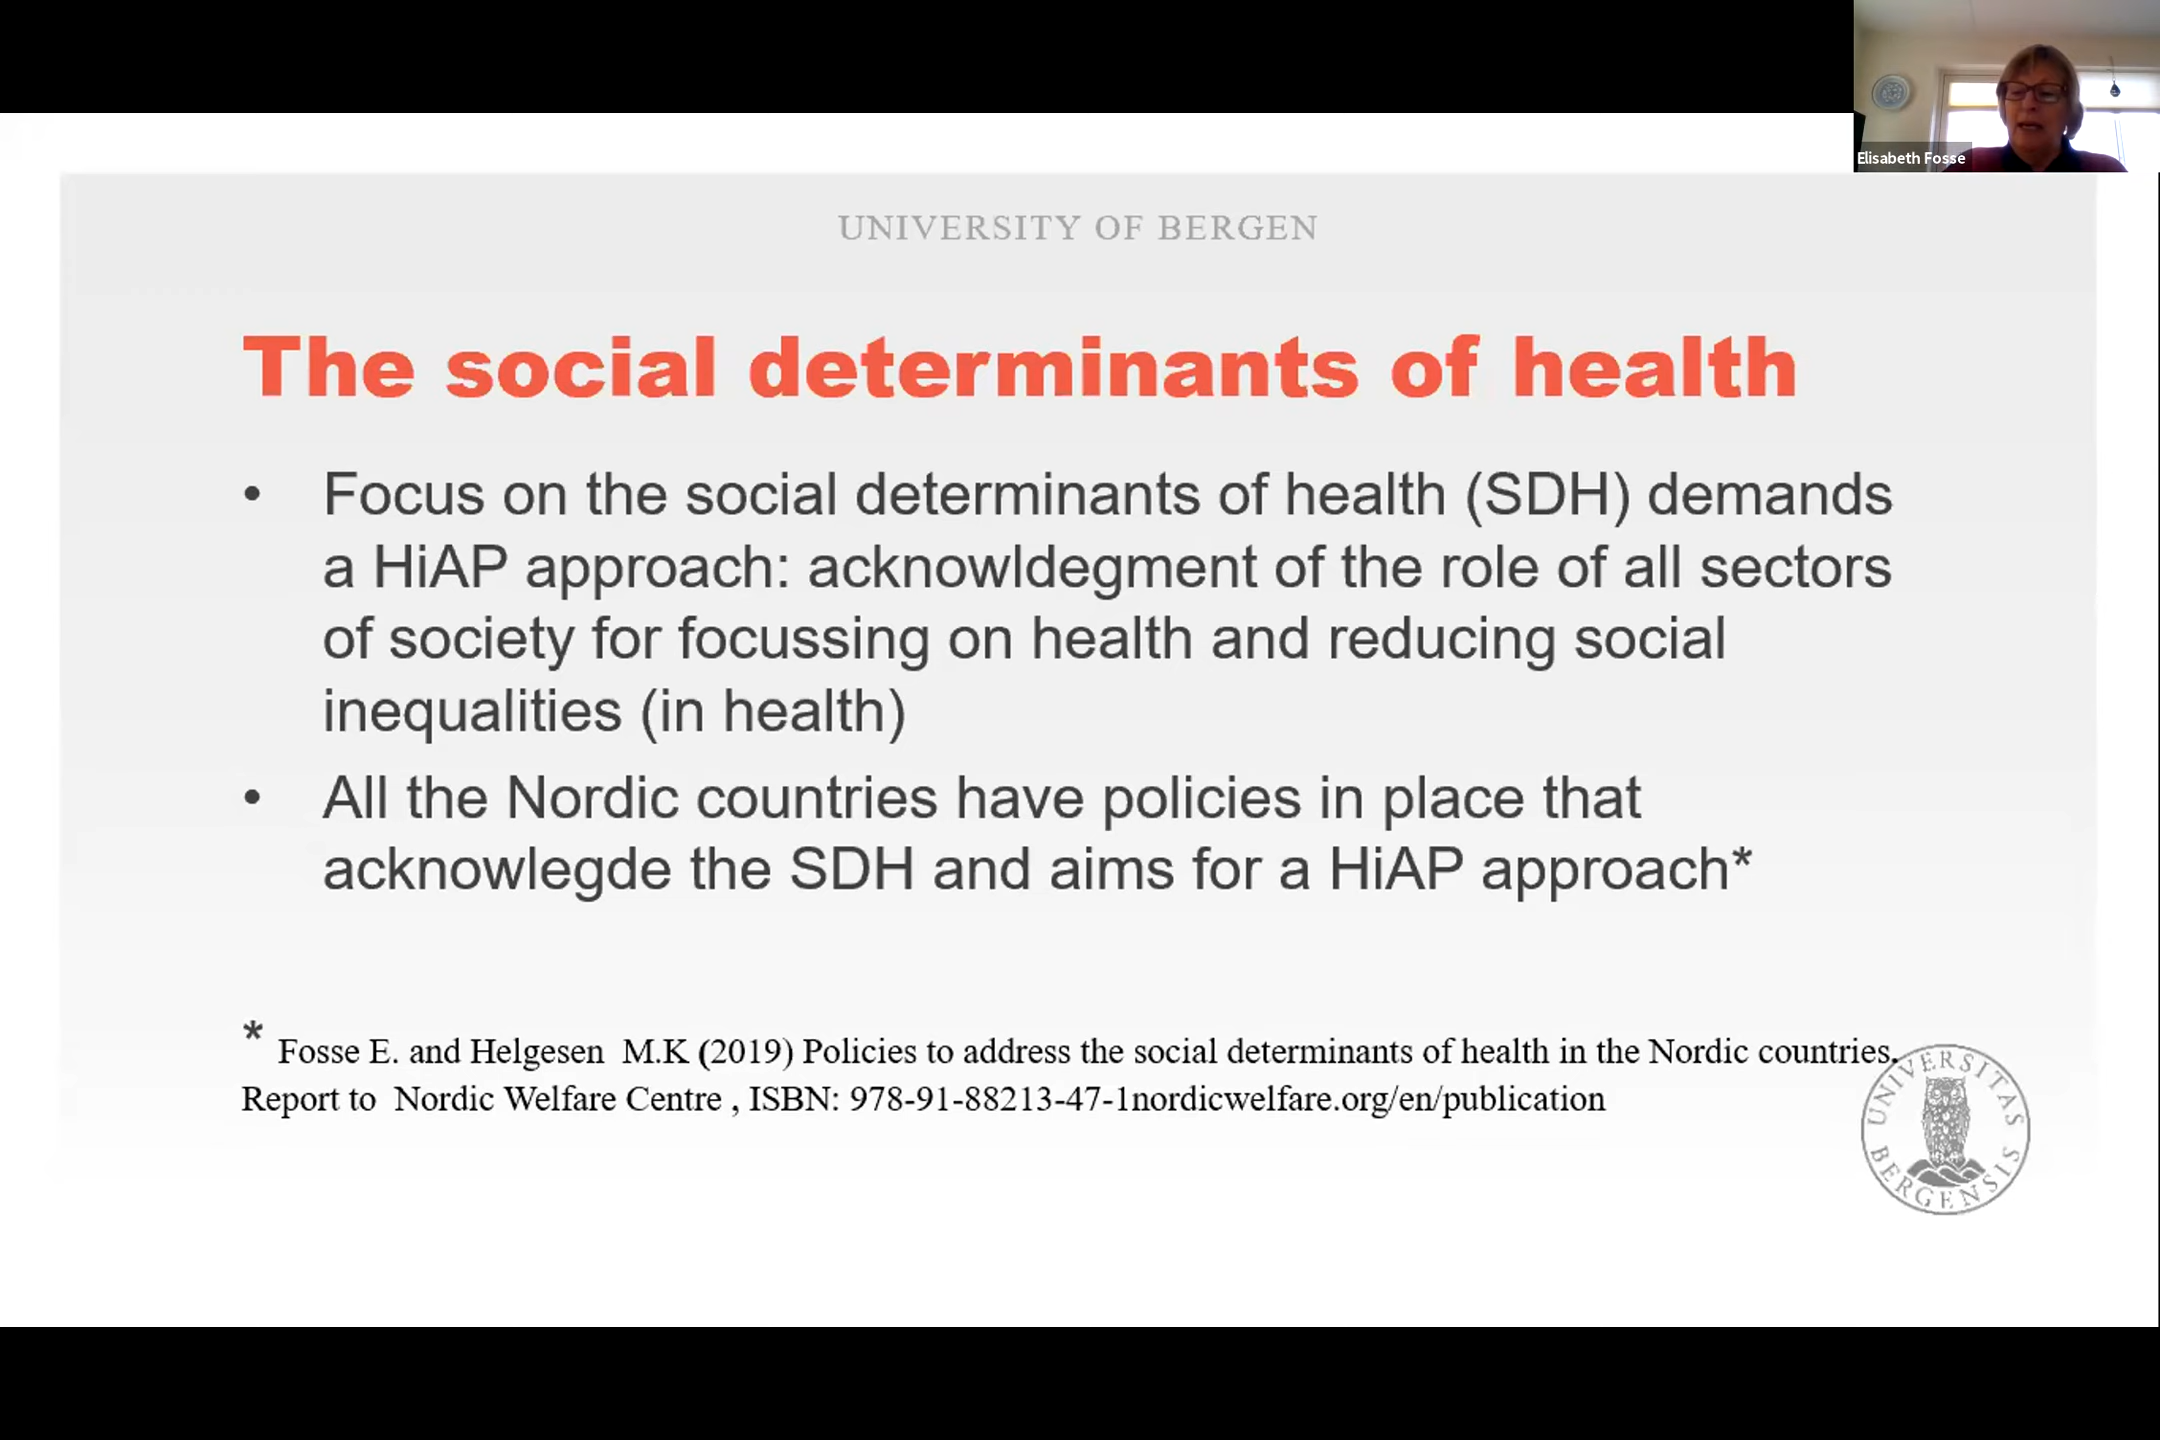 Elisabeth Fosse
UNIVERSITY OF BERGEN
The social determinants of health
• Focus on the social determinants of health (SDH) demands
a HiAP approach: acknowldegment of the role of all sectors
of society for focussing on health and reducing social
inequalities (in health)
• All the Nordic countries have policies in place that
acknowlegde the SDH and aims for a HiAP approach*
* Fosse E. and Helgesen M.K (2019) Policies to address the social determinants of health in the Nordic countries.
Report to Nordic Welfare Centre , ISBN: 978-91-88213-47-1nordicwelfare.org/en/publication
UNIVERSITAS
BERGENSIS